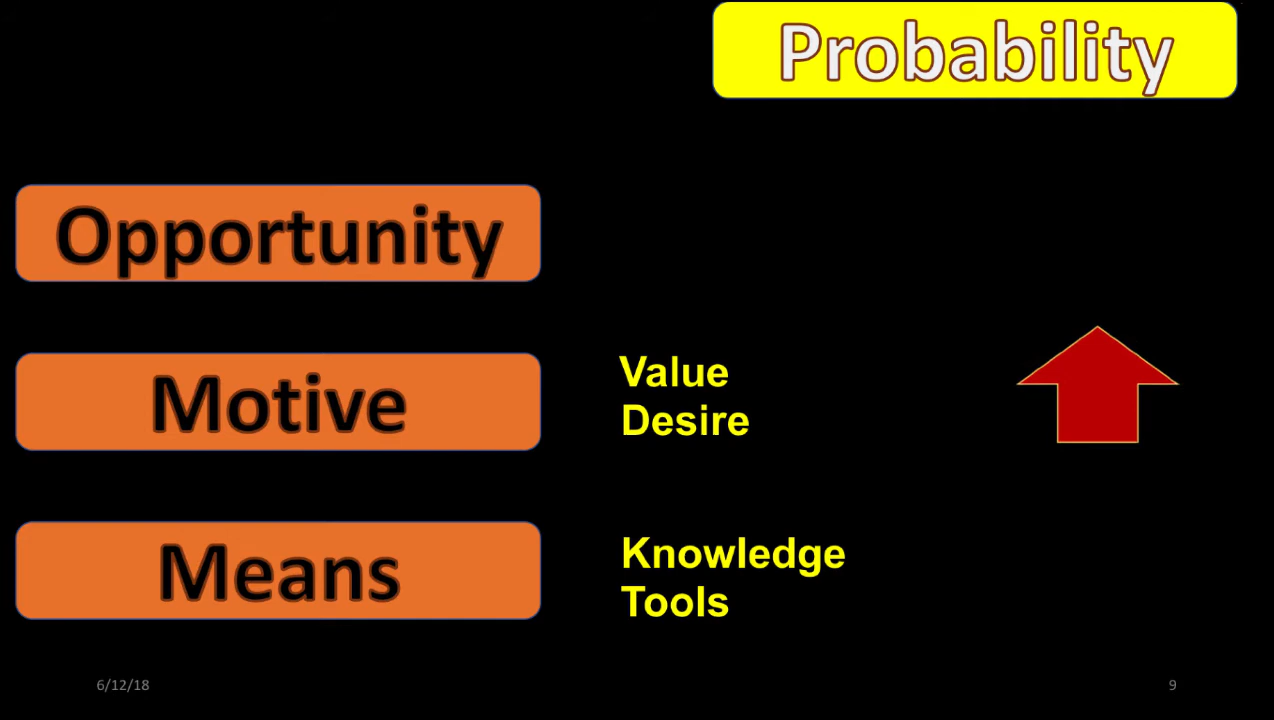 Probability
Opportunity
Motive
Value
Desire
Means
Knowledge
Tools
6/12/18
9